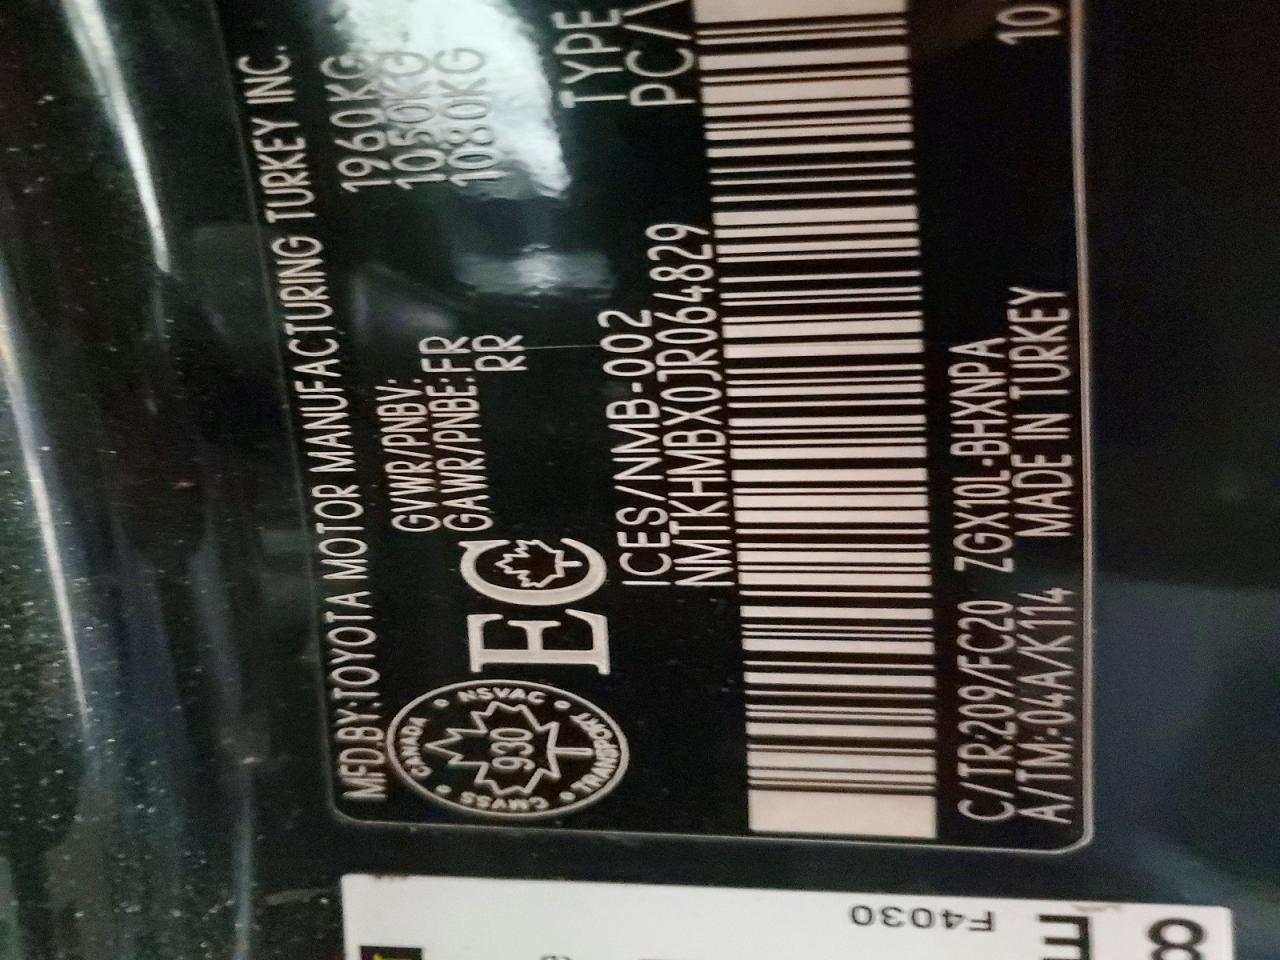 MFD.BY:TOYOTA MOTOR MANUFACTURING TURKEY INC.
GVWR/PNBV: 1960KG
GAWR/PNBE:FR 1050KG
RR 1080KG
CANADA NSVAC TRANSPORT CMVSS
930
EC
TYPE
ICES/NMB-002 PC/
NMTKHMBX0JR064829
C/TR:209/FC20 ZGX10L-BHXNPA
A/TM:04A/K114 MADE IN TURKEY 10
F4030